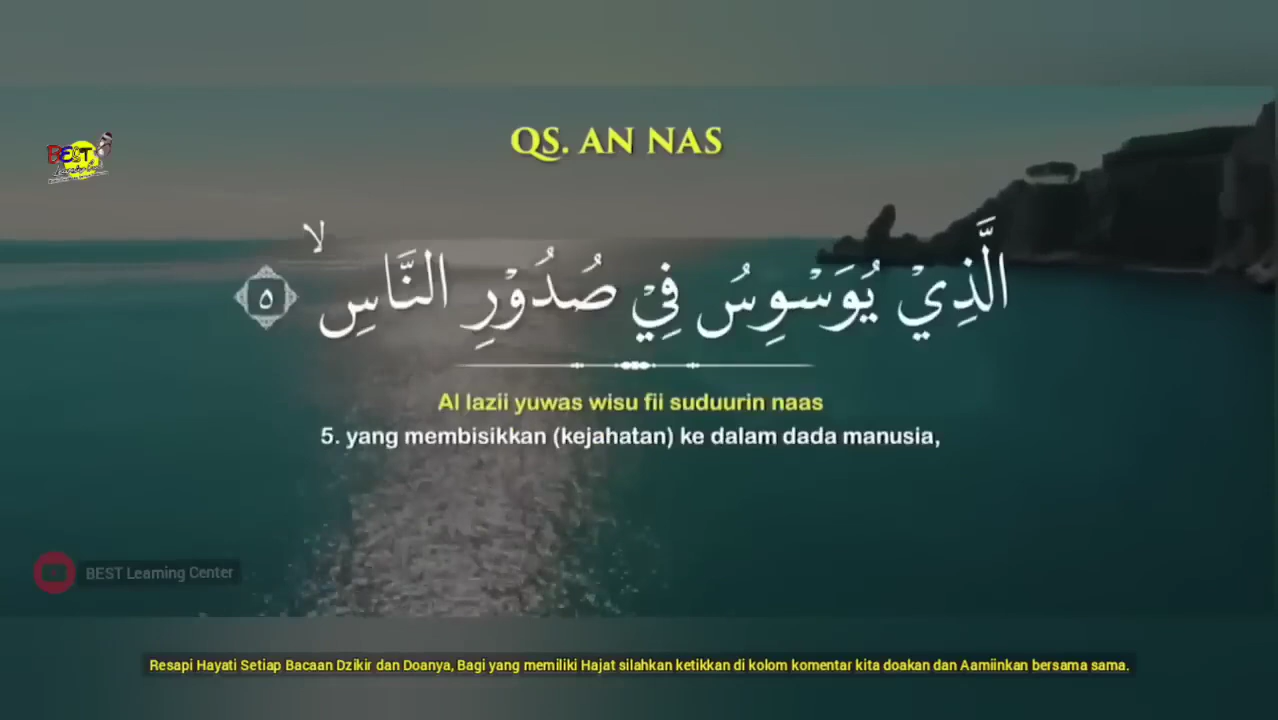 BEST
QS. AN NAS
الَّذِيْ يُوَسْوِسُ فِيْ صُدُوْرِ النَّاسِۙ ٥
Al lazii yuwas wisu fii suduurin naas
5. yang membisikkan (kejahatan) ke dalam dada manusia,
BEST Learning Center
Resapi Hayati Setiap Bacaan Dzikir dan Doanya, Bagi yang memiliki Hajat silahkan ketikkan di kolom komentar kita doakan dan Aamiinkan bersama sama.